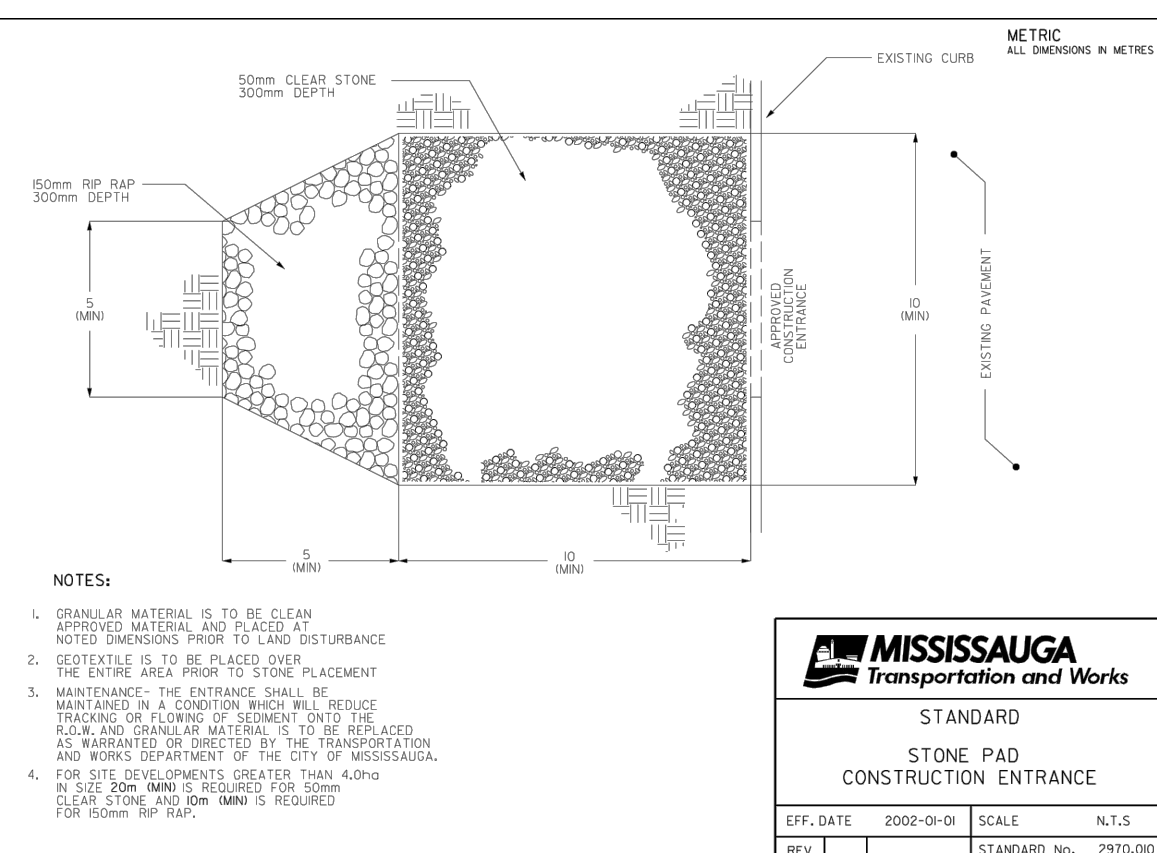 METRIC
ALL DIMENSIONS IN METRES
EXISTING CURB
50mm CLEAR STONE
300mm DEPTH
150mm RIP RAP
300mm DEPTH
5
(MIN)
APPROVED
CONSTRUCTION
ENTRANCE
10
(MIN)
EXISTING PAVEMENT
5
(MIN)
10
(MIN)
NOTES:
1. GRANULAR MATERIAL IS TO BE CLEAN
APPROVED MATERIAL AND PLACED AT
NOTED DIMENSIONS PRIOR TO LAND DISTURBANCE
2. GEOTEXTILE IS TO BE PLACED OVER
THE ENTIRE AREA PRIOR TO STONE PLACEMENT
3. MAINTENANCE- THE ENTRANCE SHALL BE
MAINTAINED IN A CONDITION WHICH WILL REDUCE
TRACKING OR FLOWING OF SEDIMENT ONTO THE
R.O.W. AND GRANULAR MATERIAL IS TO BE REPLACED
AS WARRANTED OR DIRECTED BY THE TRANSPORTATION
AND WORKS DEPARTMENT OF THE CITY OF MISSISSAUGA.
4. FOR SITE DEVELOPMENTS GREATER THAN 4.0ha
IN SIZE 20m (MIN) IS REQUIRED FOR 50mm
CLEAR STONE AND 10m (MIN) IS REQUIRED
FOR 150mm RIP RAP.
MISSISSAUGA
Transportation and Works
STANDARD
STONE PAD
CONSTRUCTION ENTRANCE
EFF. DATE 2002-01-01 SCALE N.T.S
REV. STANDARD No. 2970.010